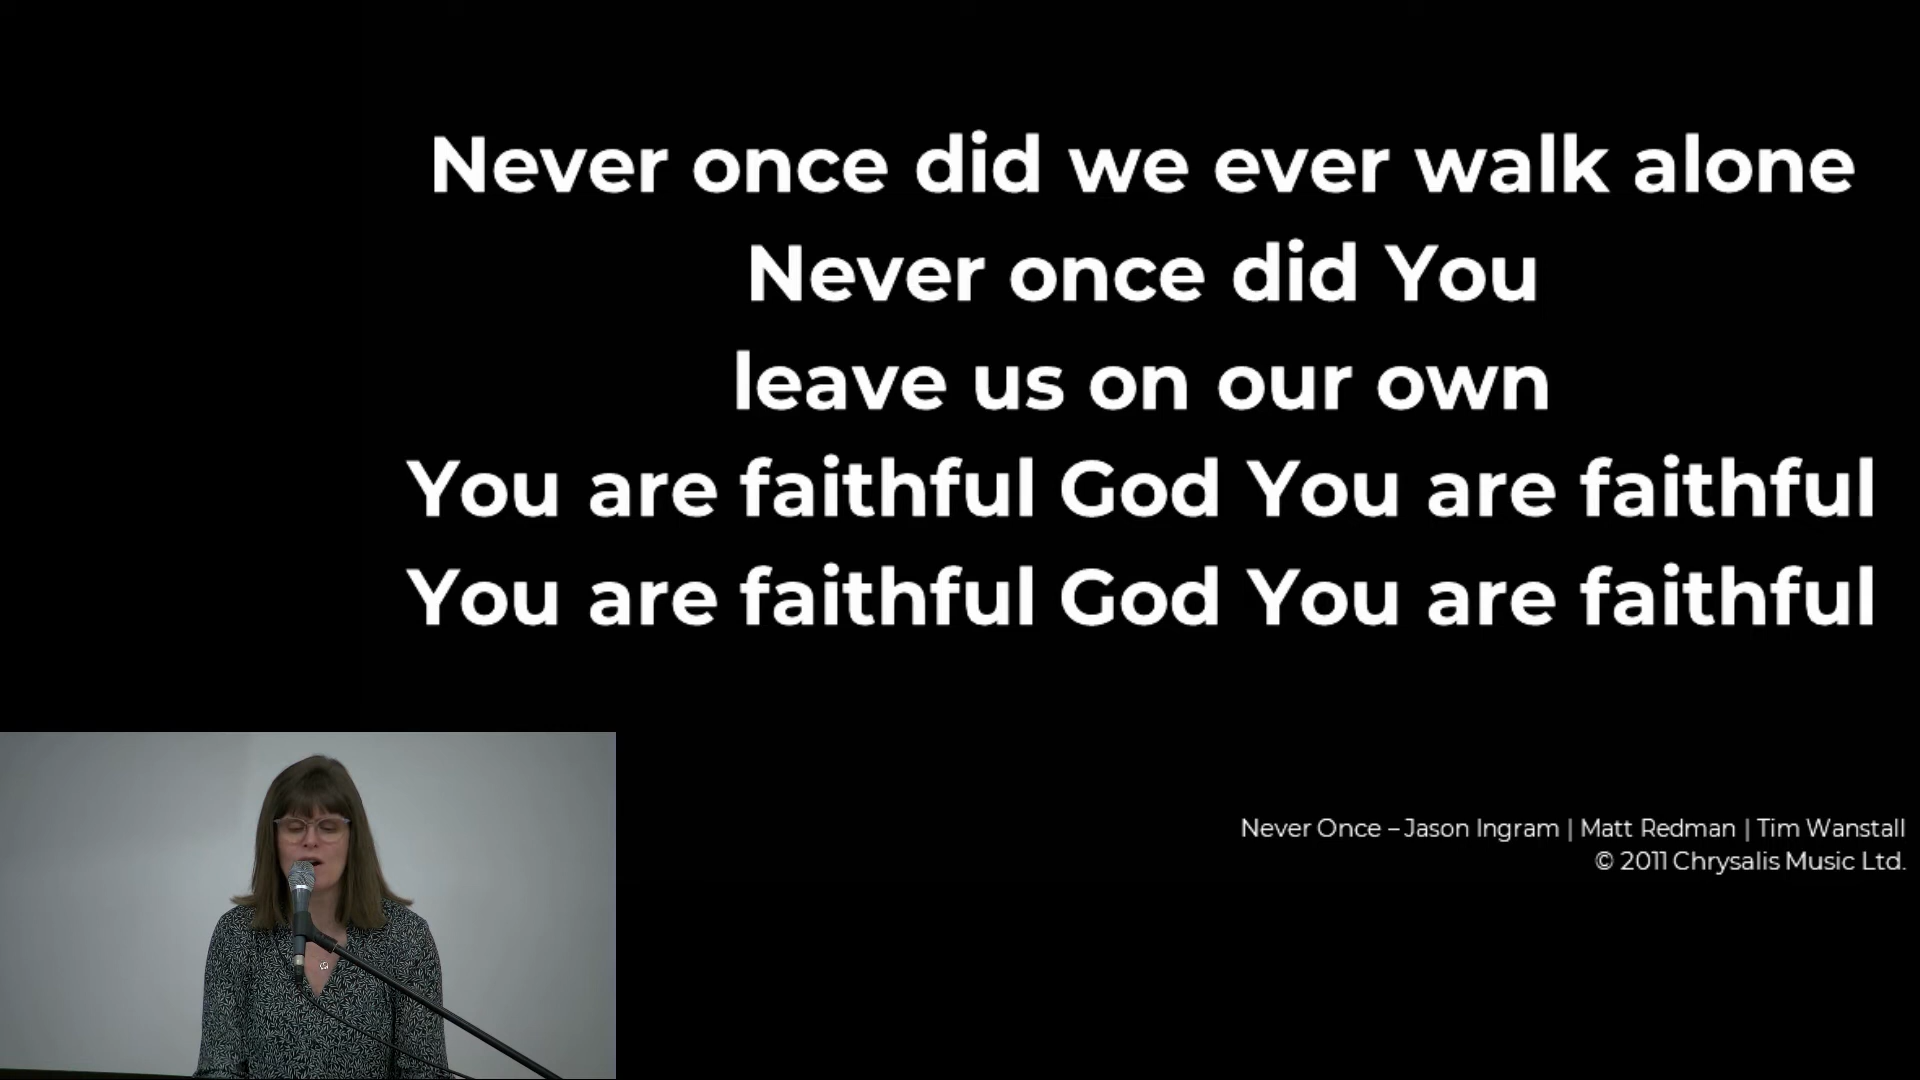 Never once did we ever walk alone
Never once did You
leave us on our own
You are faithful God You are faithful
You are faithful God You are faithful
Never Once – Jason Ingram | Matt Redman | Tim Wanstall
© 2011 Chrysalis Music Ltd.